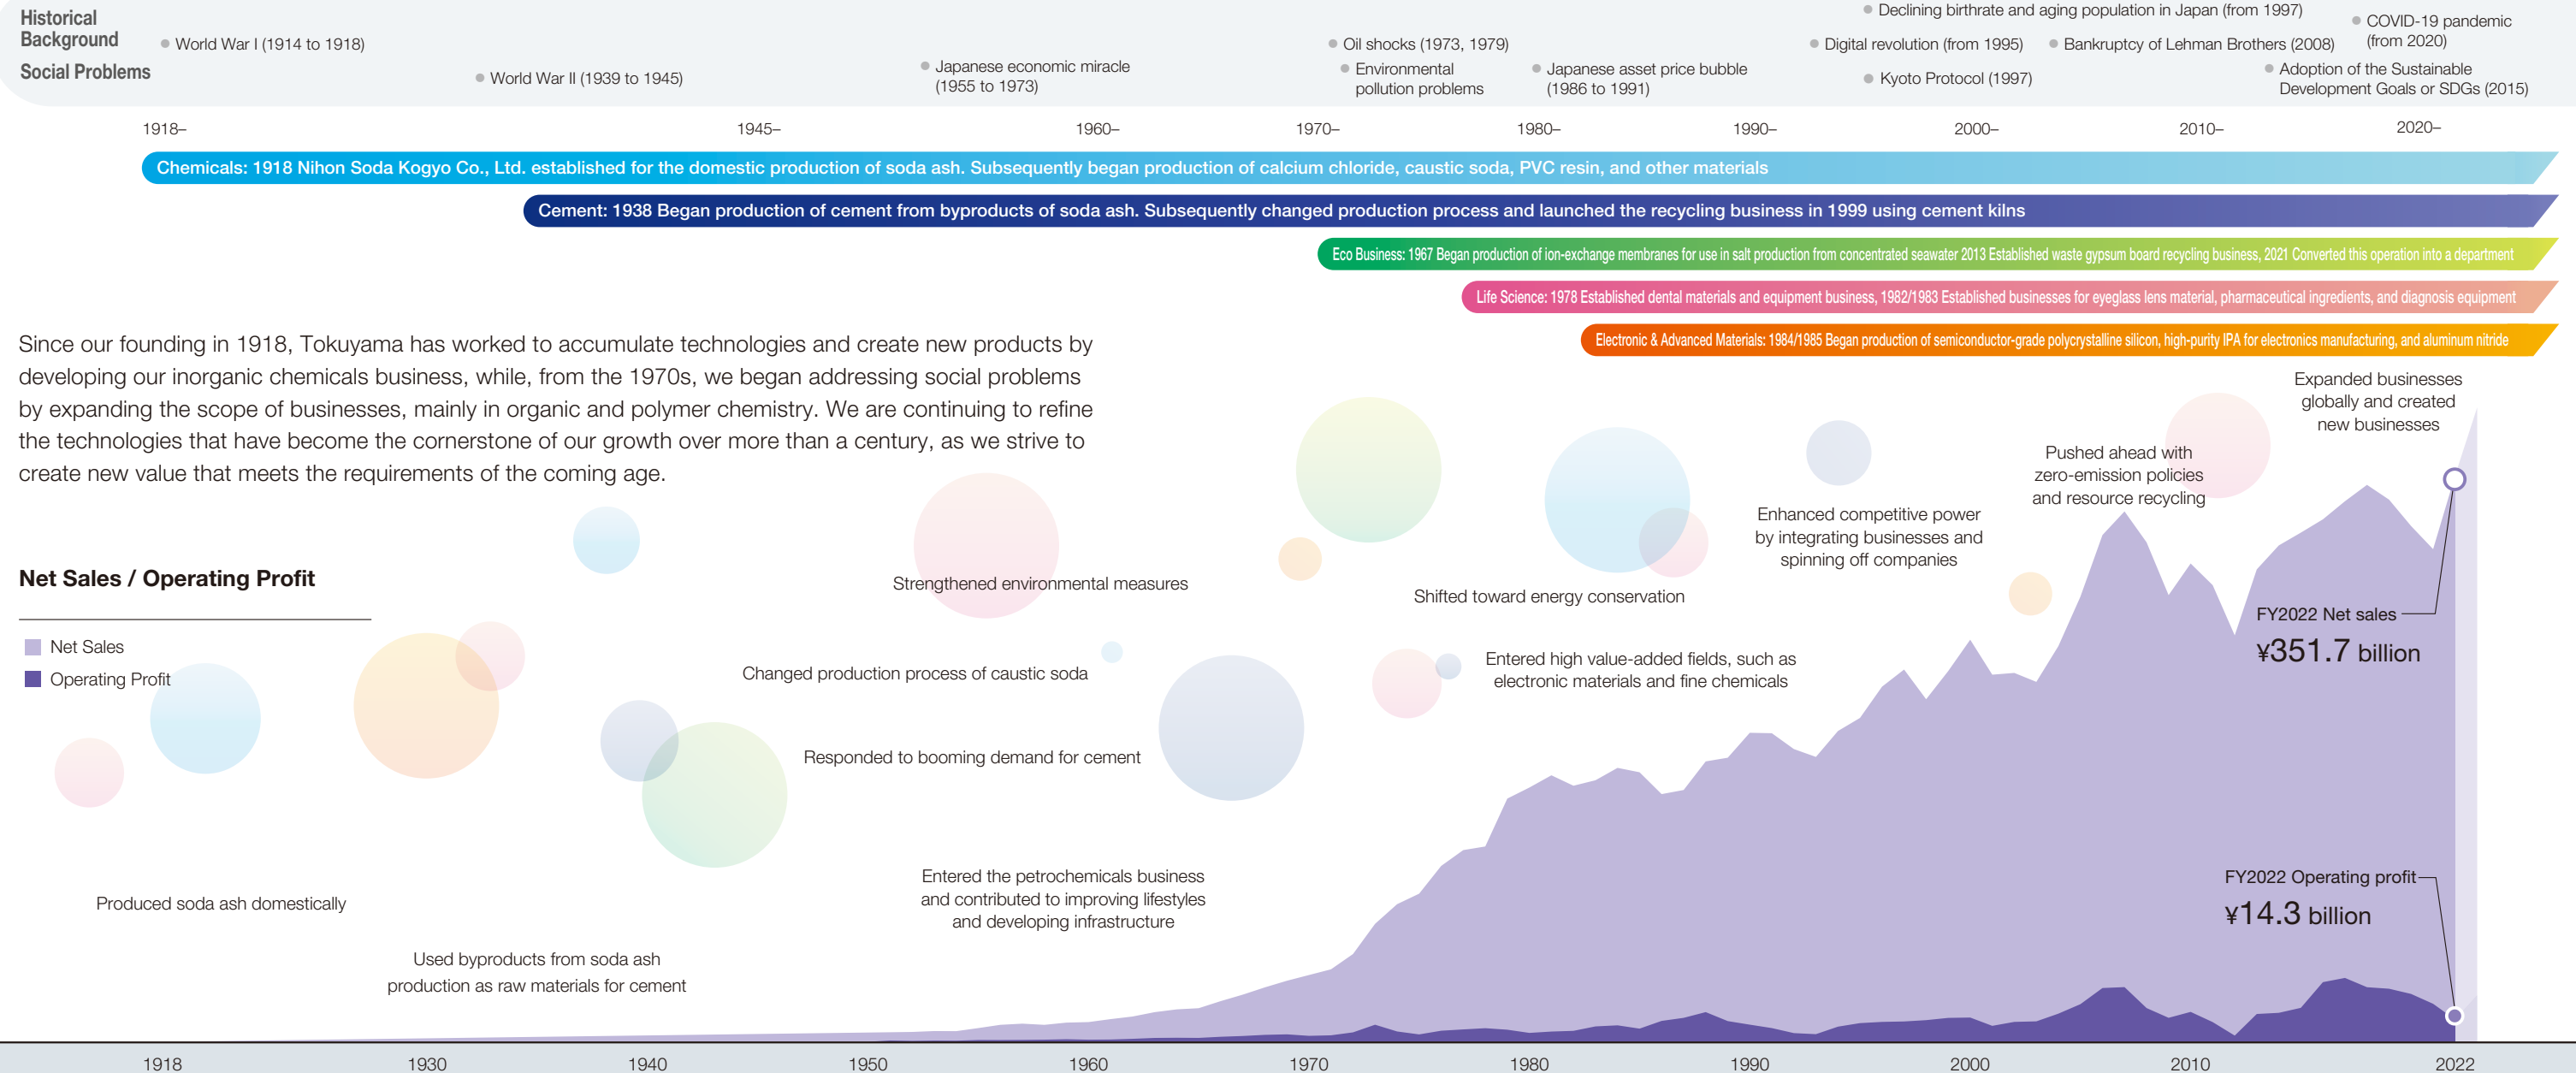 Historical
Background
Social Problems
World War I (1914 to 1918)
World War II (1939 to 1945)
Japanese economic miracle
(1955 to 1973)
Oil shocks (1973, 1979)
Environmental
pollution problems
Japanese asset price bubble
(1986 to 1991)
Declining birthrate and aging population in Japan (from 1997)
Digital revolution (from 1995)
Kyoto Protocol (1997)
Bankruptcy of Lehman Brothers (2008)
COVID-19 pandemic
(from 2020)
Adoption of the Sustainable
Development Goals or SDGs (2015)
1918– 1945– 1960– 1970– 1980– 1990– 2000– 2010– 2020–
Chemicals: 1918 Nihon Soda Kogyo Co., Ltd. established for the domestic production of soda ash. Subsequently began production of calcium chloride, caustic soda, PVC resin, and other materials
Cement: 1938 Began production of cement from byproducts of soda ash. Subsequently changed production process and launched the recycling business in 1999 using cement kilns
Eco Business: 1967 Began production of ion-exchange membranes for use in salt production from concentrated seawater 2013 Established waste gypsum board recycling business, 2021 Converted this operation into a department
Life Science: 1978 Established dental materials and equipment business, 1982/1983 Established businesses for eyeglass lens material, pharmaceutical ingredients, and diagnosis equipment
Electronic & Advanced Materials: 1984/1985 Began production of semiconductor-grade polycrystalline silicon, high-purity IPA for electronics manufacturing, and aluminum nitride
Since our founding in 1918, Tokuyama has worked to accumulate technologies and create new products by
developing our inorganic chemicals business, while, from the 1970s, we began addressing social problems
by expanding the scope of businesses, mainly in organic and polymer chemistry. We are continuing to refine
the technologies that have become the cornerstone of our growth over more than a century, as we strive to
create new value that meets the requirements of the coming age.
Net Sales / Operating Profit
Net Sales
Operating Profit
Produced soda ash domestically
Used byproducts from soda ash
production as raw materials for cement
Strengthened environmental measures
Changed production process of caustic soda
Responded to booming demand for cement
Entered the petrochemicals business
and contributed to improving lifestyles
and developing infrastructure
Shifted toward energy conservation
Entered high value-added fields, such as
electronic materials and fine chemicals
Enhanced competitive power
by integrating businesses and
spinning off companies
Pushed ahead with
zero-emission policies
and resource recycling
Expanded businesses
globally and created
new businesses
FY2022 Net sales
¥351.7 billion
FY2022 Operating profit
¥14.3 billion
1918 1930 1940 1950 1960 1970 1980 1990 2000 2010 2022